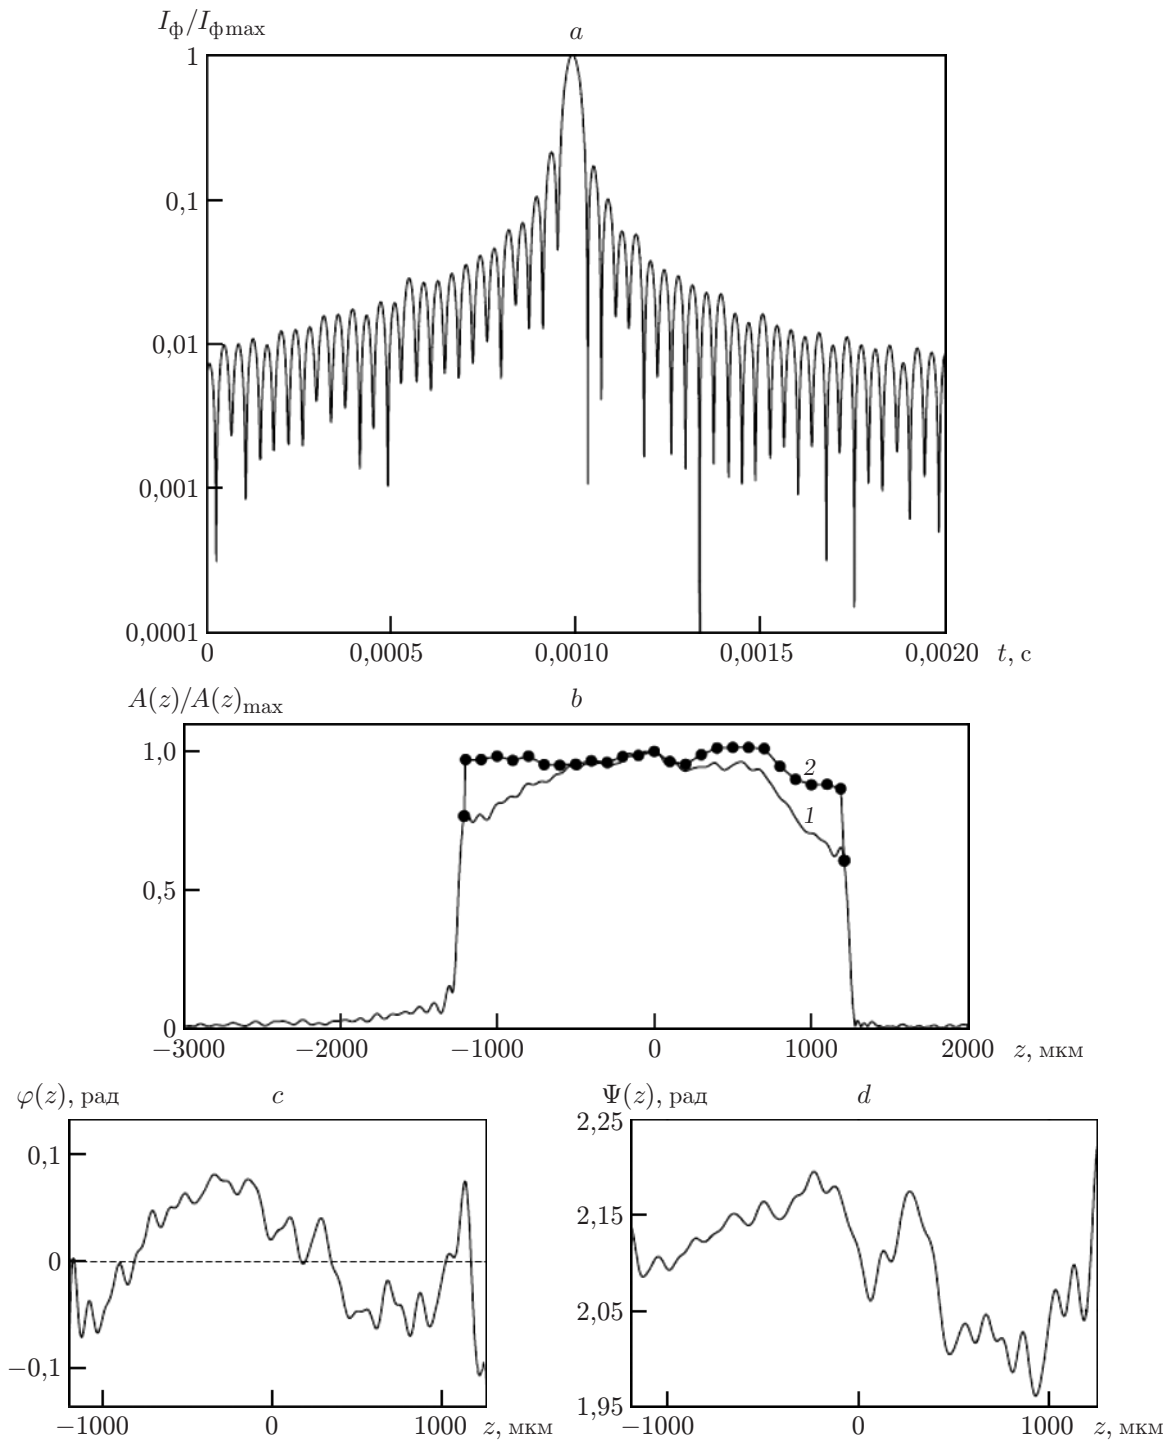 I_ф/I_ф max
a
1
0,1
0,01
0,001
0,0001
0 0,0005 0,0010 0,0015 0,0020 t, с
A(z)/A(z)_max
b
1,0
2
1
0,5
0
−3000 −2000 −1000 0 1000 2000 z, мкм
φ(z), рад
c
0,1
0
−0,1
−1000 0 1000 z, мкм
Ψ(z), рад
d
2,25
2,15
2,05
1,95
−1000 0 1000 z, мкм